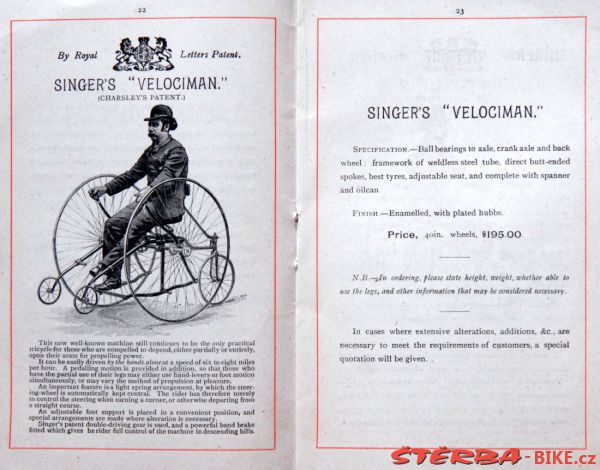 22
By Royal Letters Patent.
SINGER'S "VELOCIMAN."
(CHARSLEY'S PATENT.)
This now well-known machine still continues to be the only practical
tricycle for those who are compelled to depend, either partially or entirely,
upon their arms for propelling power.
It can be easily driven by the hands alone at a speed of six to eight miles
per hour. A pedalling motion is provided in addition, so that those who
have the partial use of their legs may either use hand-levers or foot motion
simultaneously, or may vary the method of propulsion at pleasure.
An important feature is a light spring arrangement, by which the steer-
ing-wheel is automatically kept central. The rider has therefore merely
to control the steering when turning a corner, or otherwise departing from
a straight course.
An adjustable foot support is placed in a convenient position, and
special arrangements are made where alteration is necessary.
Singer's patent double-driving gear is used, and a powerful band brake
fitted which gives he rider full control of the machine in descending hills.
23
SINGER'S "VELOCIMAN."
SPECIFICATION.—Ball bearings to axle, crank axle and back
wheel; framework of weldless steel tube, direct butt-ended
spokes, best tyres, adjustable seat, and complete with spanner
and oilcan.
FINISH.—Enamelled, with plated hubbs.
Price, 40in. wheels, $195.00
N.B.—In ordering, please state height, weight, whether able to
use the legs, and other information that may be considered necessary.
In cases where extensive alterations, additions, &c., are
necessary to meet the requirements of customers, a special
quotation will be given.
ŠTĚRBA-BIKE.cz